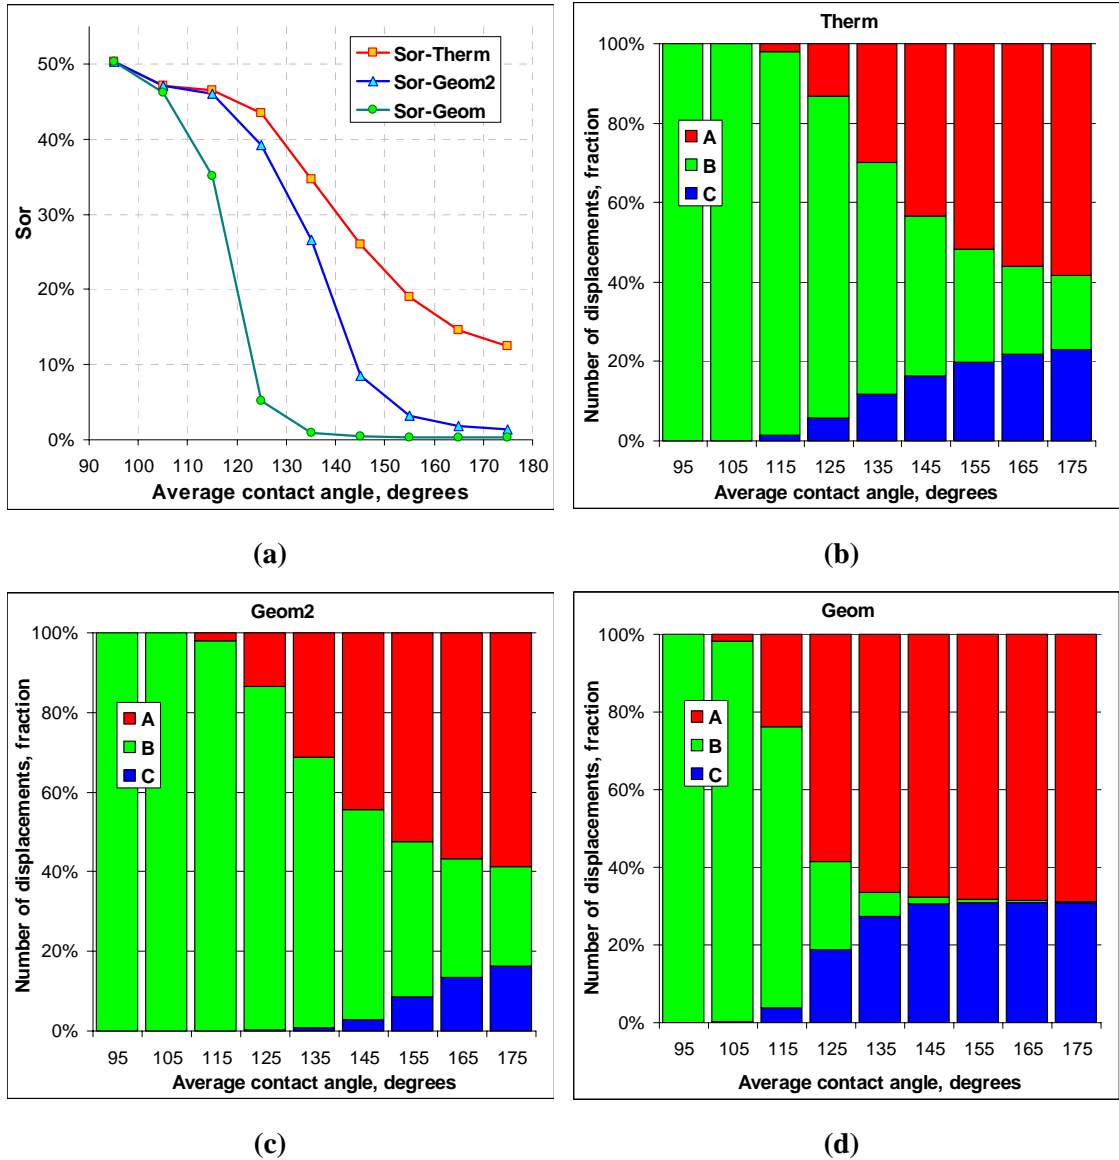 50%
40%
30%
20%
10%
0%
Sor
Sor-Therm
Sor-Geom2
Sor-Geom
90 100 110 120 130 140 150 160 170 180
Average contact angle, degrees
(a)
Therm
100%
80%
60%
40%
20%
0%
Number of displacements, fraction
A
B
C
95 105 115 125 135 145 155 165 175
Average contact angle, degrees
(b)
Geom2
100%
80%
60%
40%
20%
0%
Number of displacements, fraction
A
B
C
95 105 115 125 135 145 155 165 175
Average contact angle, degrees
(c)
Geom
100%
80%
60%
40%
20%
0%
Number of displacements, fraction
A
B
C
95 105 115 125 135 145 155 165 175
Average contact angle, degrees
(d)